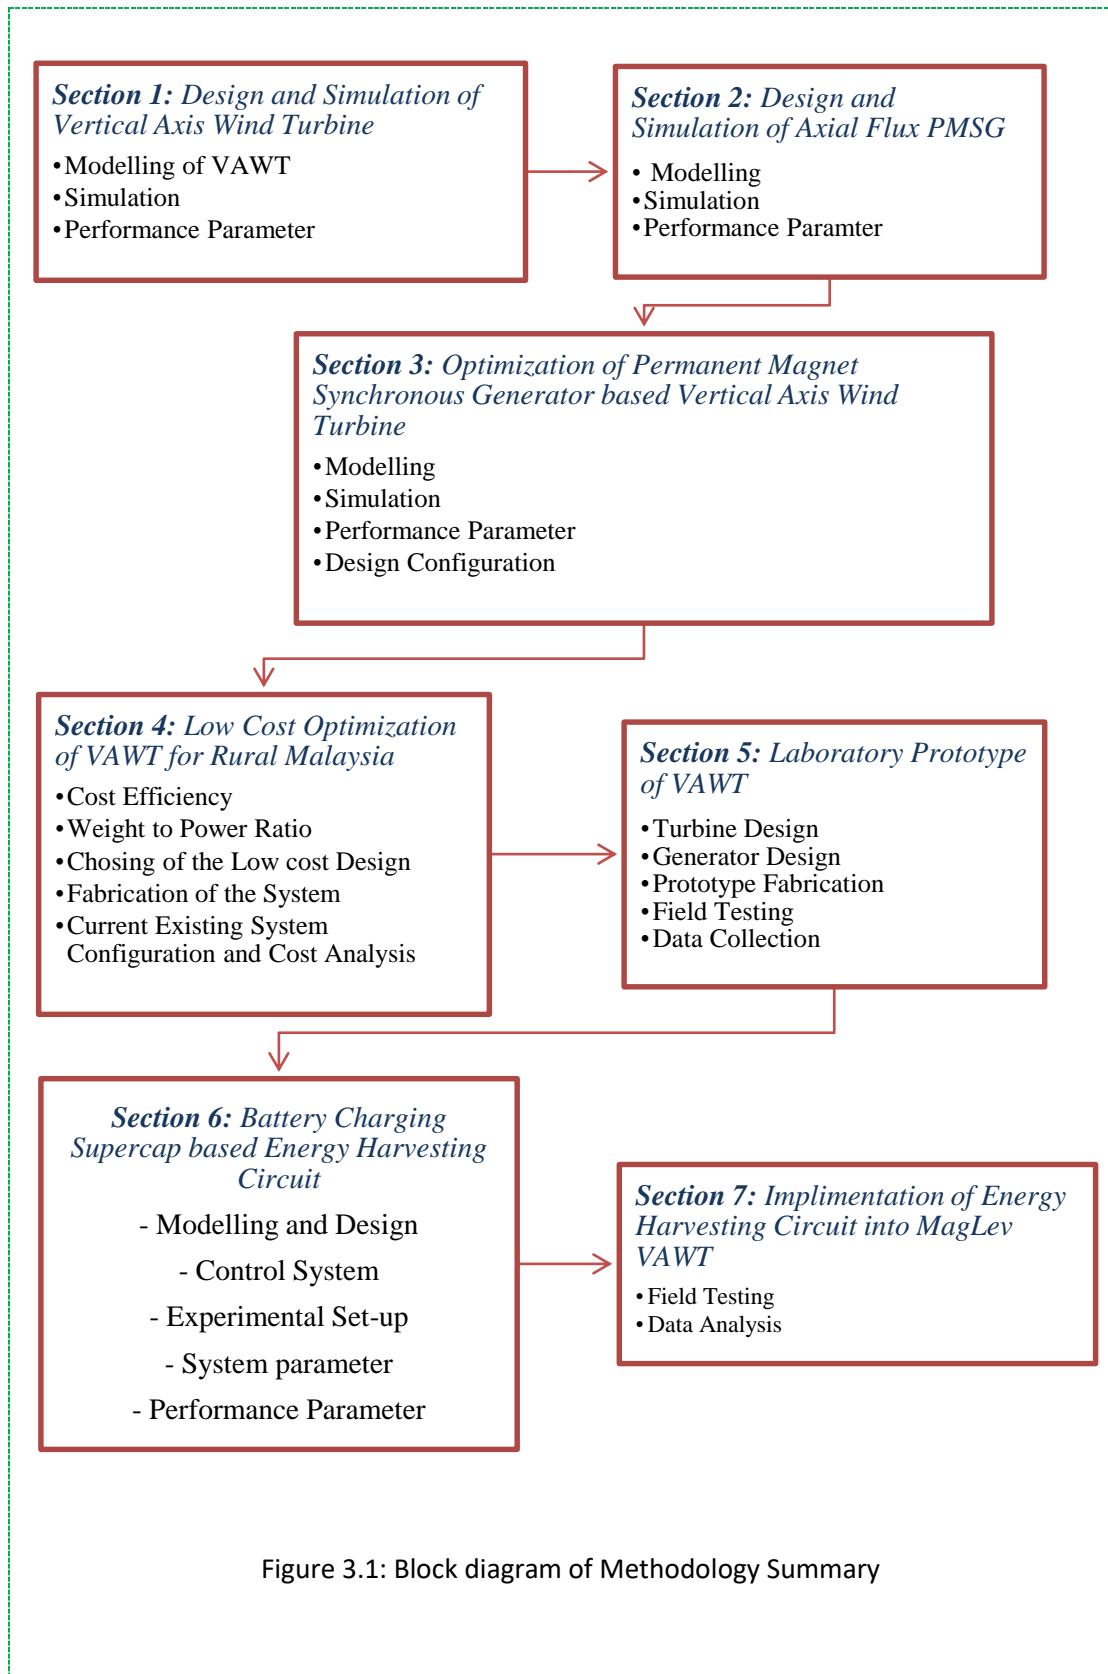 Section 1: Design and Simulation of
Vertical Axis Wind Turbine
•Modelling of VAWT
•Simulation
•Performance Parameter
Section 2: Design and
Simulation of Axial Flux PMSG
• Modelling
•Simulation
•Performance Paramter
Section 3: Optimization of Permanent Magnet
Synchronous Generator based Vertical Axis Wind
Turbine
•Modelling
•Simulation
•Performance Parameter
•Design Configuration
Section 4: Low Cost Optimization
of VAWT for Rural Malaysia
•Cost Efficiency
•Weight to Power Ratio
•Chosing of the Low cost Design
•Fabrication of the System
•Current Existing System
Configuration and Cost Analysis
Section 5: Laboratory Prototype
of VAWT
•Turbine Design
•Generator Design
•Prototype Fabrication
•Field Testing
•Data Collection
Section 6: Battery Charging
Supercap based Energy Harvesting
Circuit
- Modelling and Design
- Control System
- Experimental Set-up
- System parameter
- Performance Parameter
Section 7: Implimentation of Energy
Harvesting Circuit into MagLev
VAWT
•Field Testing
•Data Analysis
Figure 3.1: Block diagram of Methodology Summary